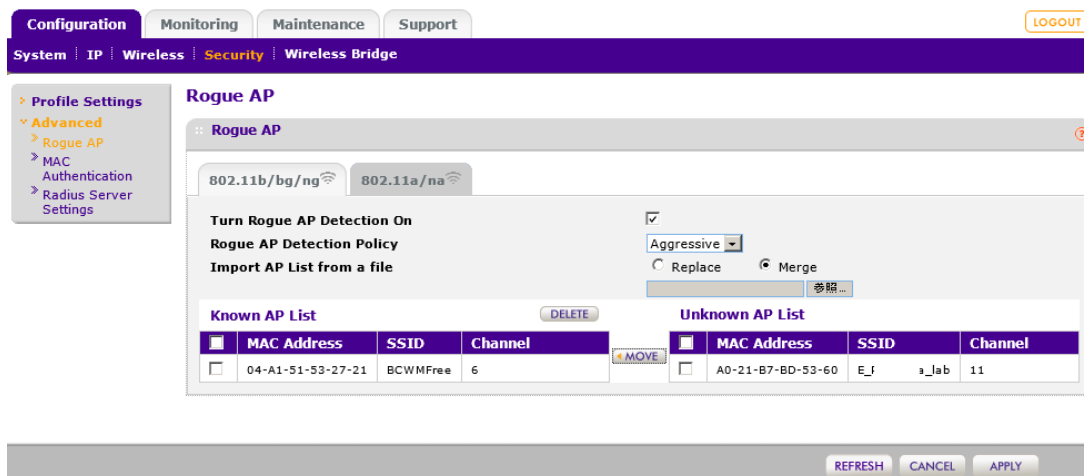 Configuration Monitoring Maintenance Support LOGOUT
System IP Wireless Security Wireless Bridge
Profile Settings
Advanced
Rogue AP
MAC Authentication
Radius Server Settings
Rogue AP
Rogue AP
802.11b/bg/ng 802.11a/na
Turn Rogue AP Detection On
Rogue AP Detection Policy Aggressive
Import AP List from a file Replace Merge
参照...
Known AP List DELETE Unknown AP List
MAC Address SSID Channel MOVE MAC Address SSID Channel
04-A1-51-53-27-21 BCWMFree 6 A0-21-B7-BD-53-60 a_lab 11
REFRESH CANCEL APPLY